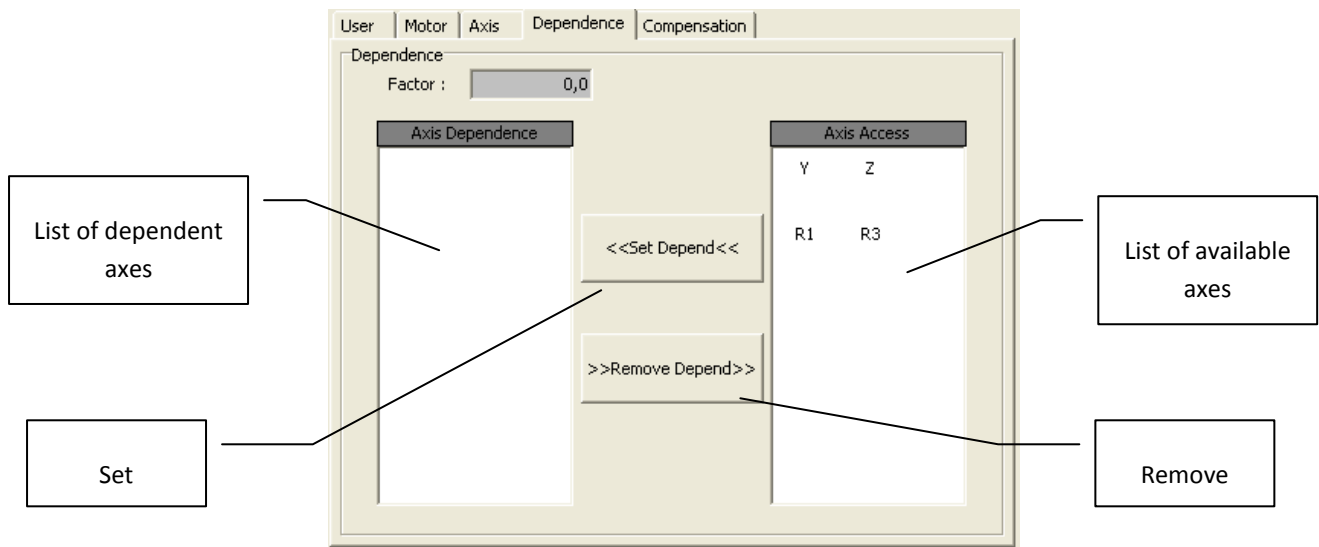 User Motor Axis Dependence Compensation
Dependence
Factor : 0,0
Axis Dependence
Axis Access
Y Z
R1 R3
<<Set Depend<<
>>Remove Depend>>
List of dependent
axes
List of available
axes
Set
Remove